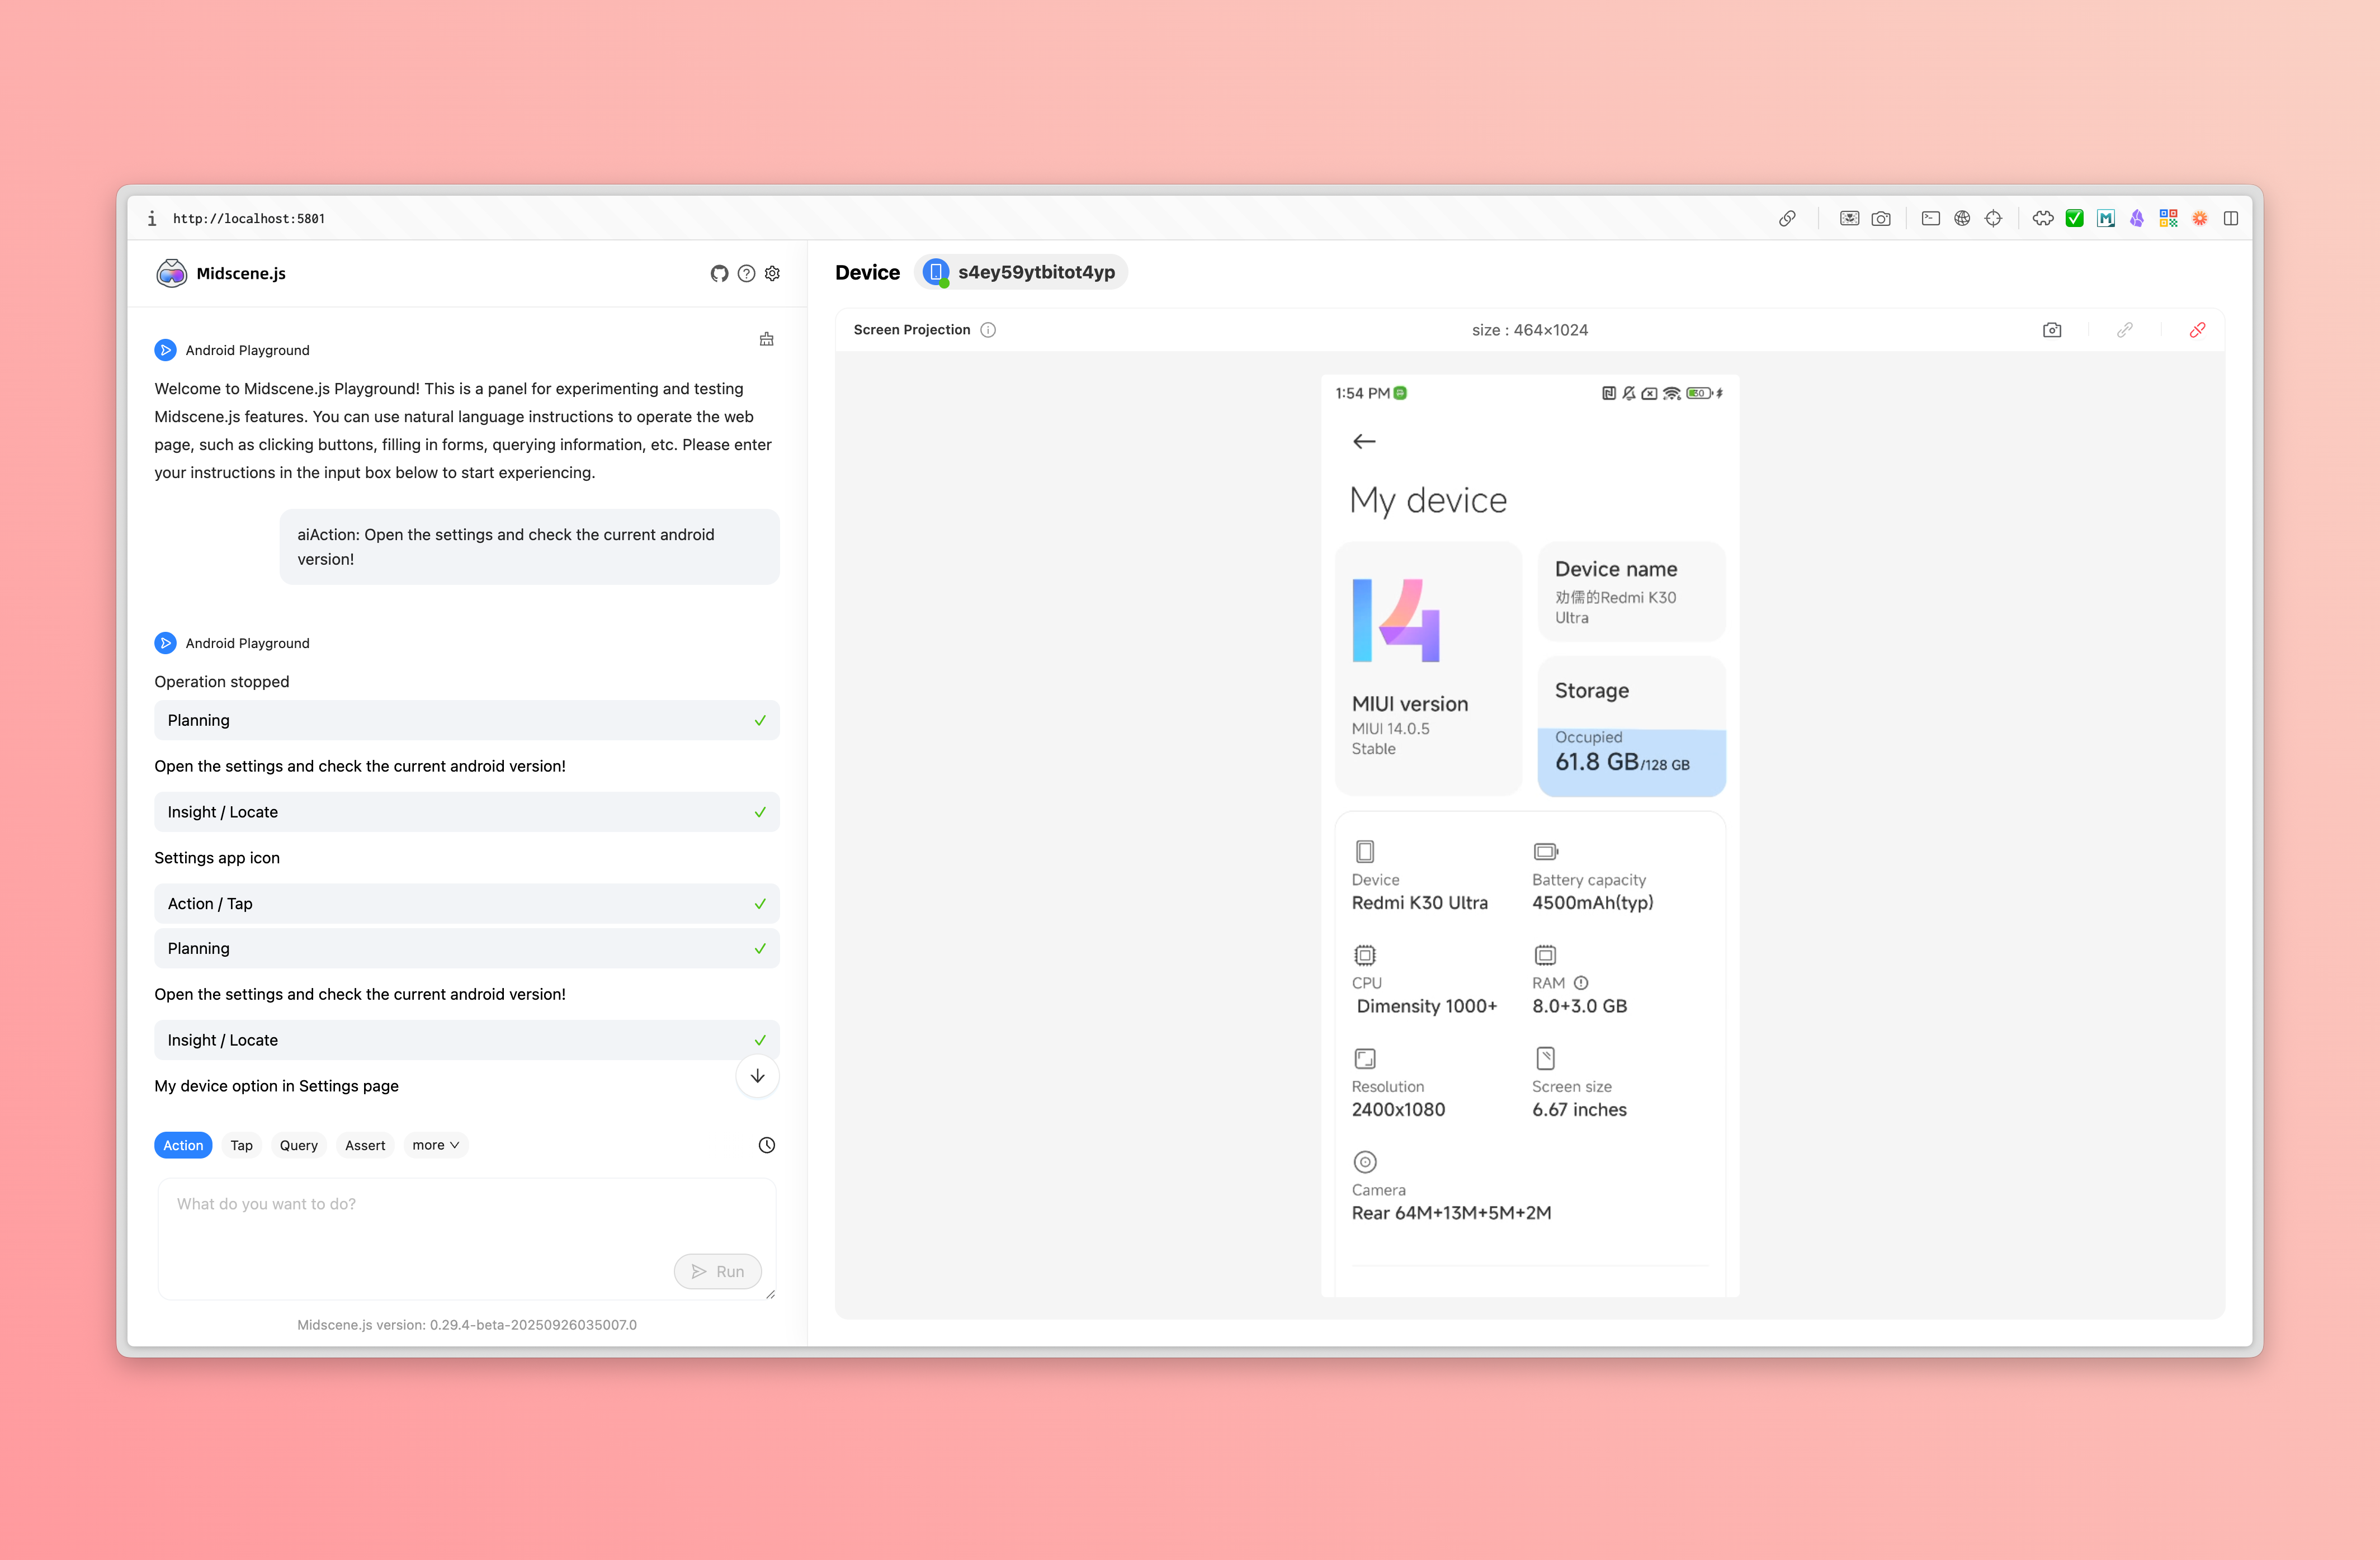 http://localhost:5801
Midscene.js
Android Playground
Welcome to Midscene.js Playground! This is a panel for experimenting and testing
Midscene.js features. You can use natural language instructions to operate the web
page, such as clicking buttons, filling in forms, querying information, etc. Please enter
your instructions in the input box below to start experiencing.
aiAction: Open the settings and check the current android
version!
Android Playground
Operation stopped
Planning
Open the settings and check the current android version!
Insight / Locate
Settings app icon
Action / Tap
Planning
Open the settings and check the current android version!
Insight / Locate
My device option in Settings page
Action Tap Query Assert more
What do you want to do?
Run
Midscene.js version: 0.29.4-beta-20250926035007.0
Device s4ey59ytbitot4yp
Screen Projection size : 464×1024
1:54 PM
My device
MIUI version
MIUI 14.0.5
Stable
Device name
劝儒的Redmi K30
Ultra
Storage
Occupied
61.8 GB/128 GB
Device
Redmi K30 Ultra
Battery capacity
4500mAh(typ)
CPU
Dimensity 1000+
RAM
8.0+3.0 GB
Resolution
2400x1080
Screen size
6.67 inches
Camera
Rear 64M+13M+5M+2M